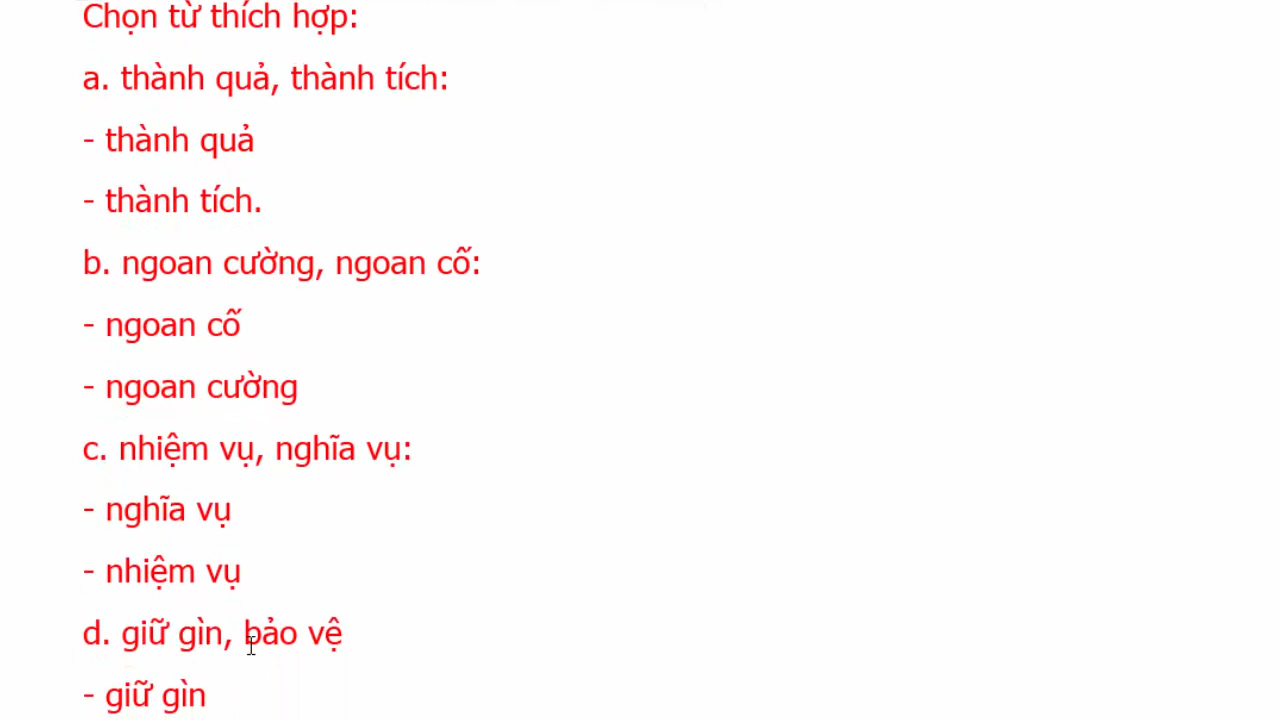 Chọn từ thích hợp:
a. thành quả, thành tích:
- thành quả
- thành tích.
b. ngoan cường, ngoan cố:
- ngoan cố
- ngoan cường
c. nhiệm vụ, nghĩa vụ:
- nghĩa vụ
- nhiệm vụ
d. giữ gìn, bảo vệ
- giữ gìn